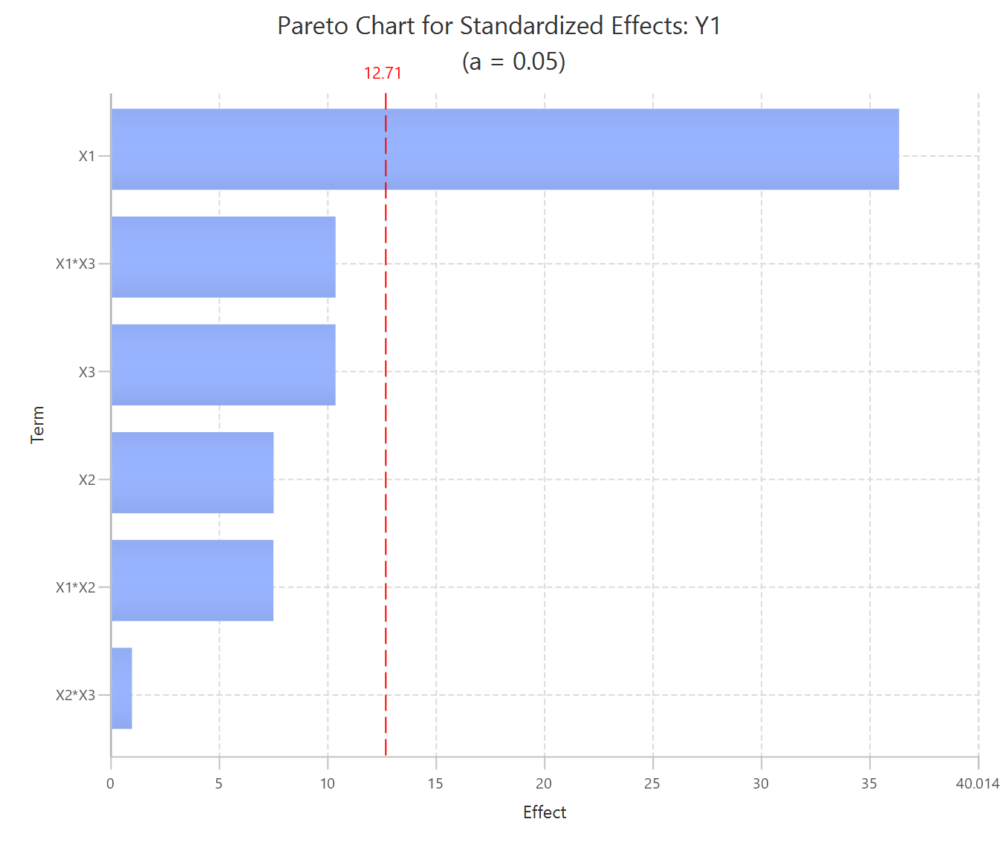 Pareto Chart for Standardized Effects: Y1
(a = 0.05)
12.71
X1
X1*X3
X3
Term
X2
X1*X2
X2*X3
0 5 10 15 20 25 30 35 40.014
Effect